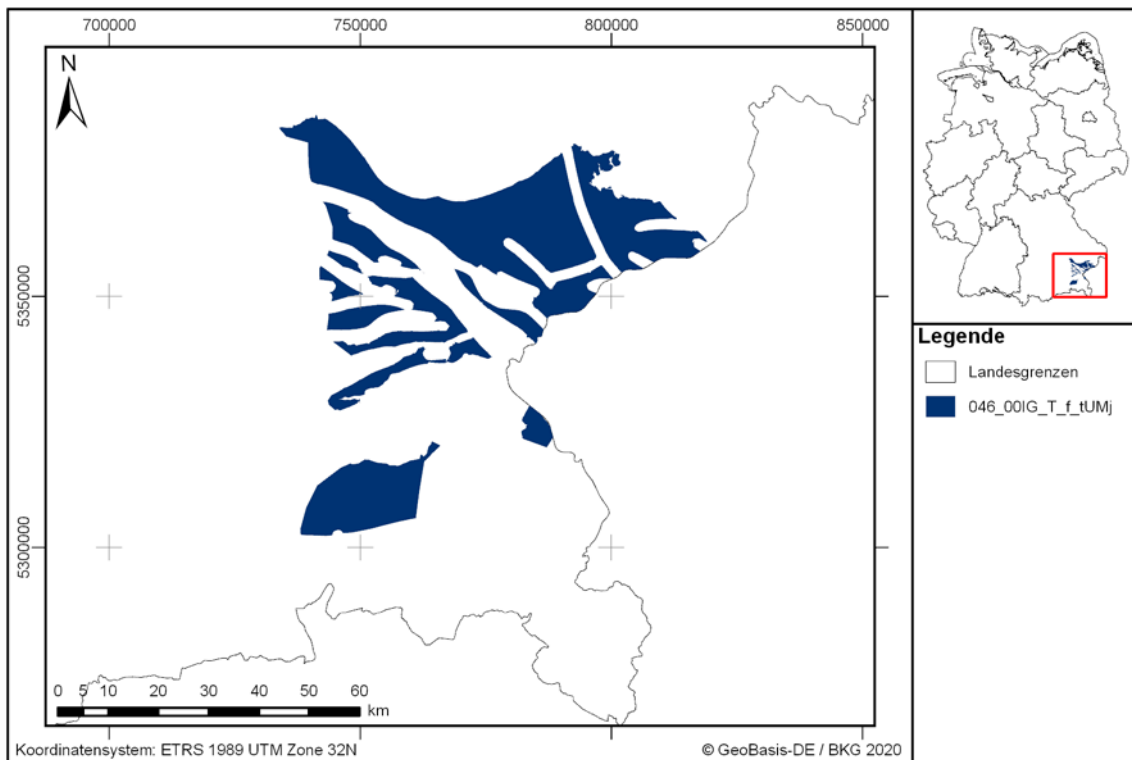 700000 750000 800000 850000
N
5350000
5300000
0 5 10 20 30 40 50 60
km
Koordinatensystem: ETRS 1989 UTM Zone 32N
© GeoBasis-DE / BKG 2020
Legende
Landesgrenzen
046_00IG_T_f_tUMj